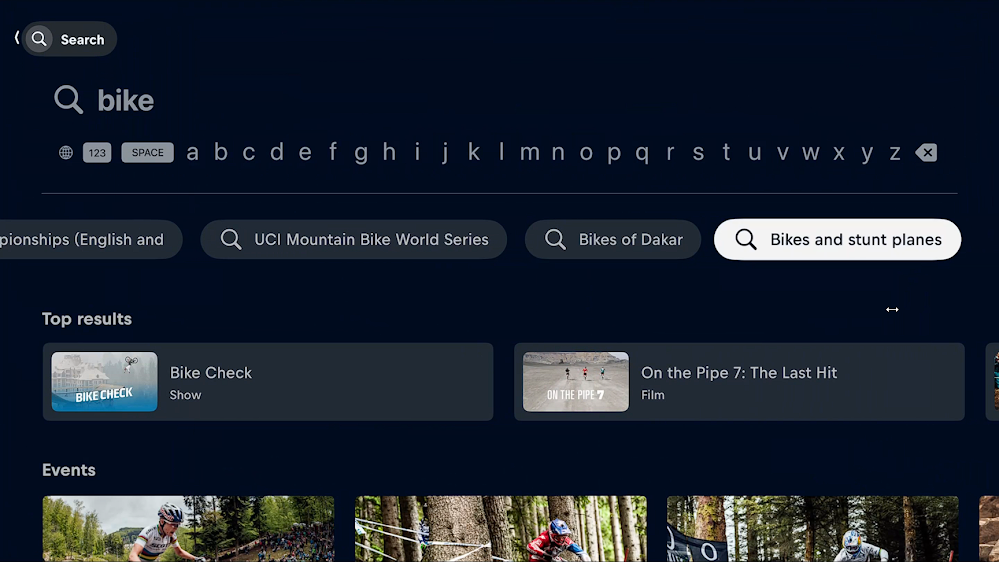 Search
bike
123 SPACE a b c d e f g h i j k l m n o p q r s t u v w x y z
pionships (English and
UCI Mountain Bike World Series
Bikes of Dakar
Bikes and stunt planes
Top results
BIKE CHECK
Bike Check
Show
ON THE PIPE 7
On the Pipe 7: The Last Hit
Film
Events